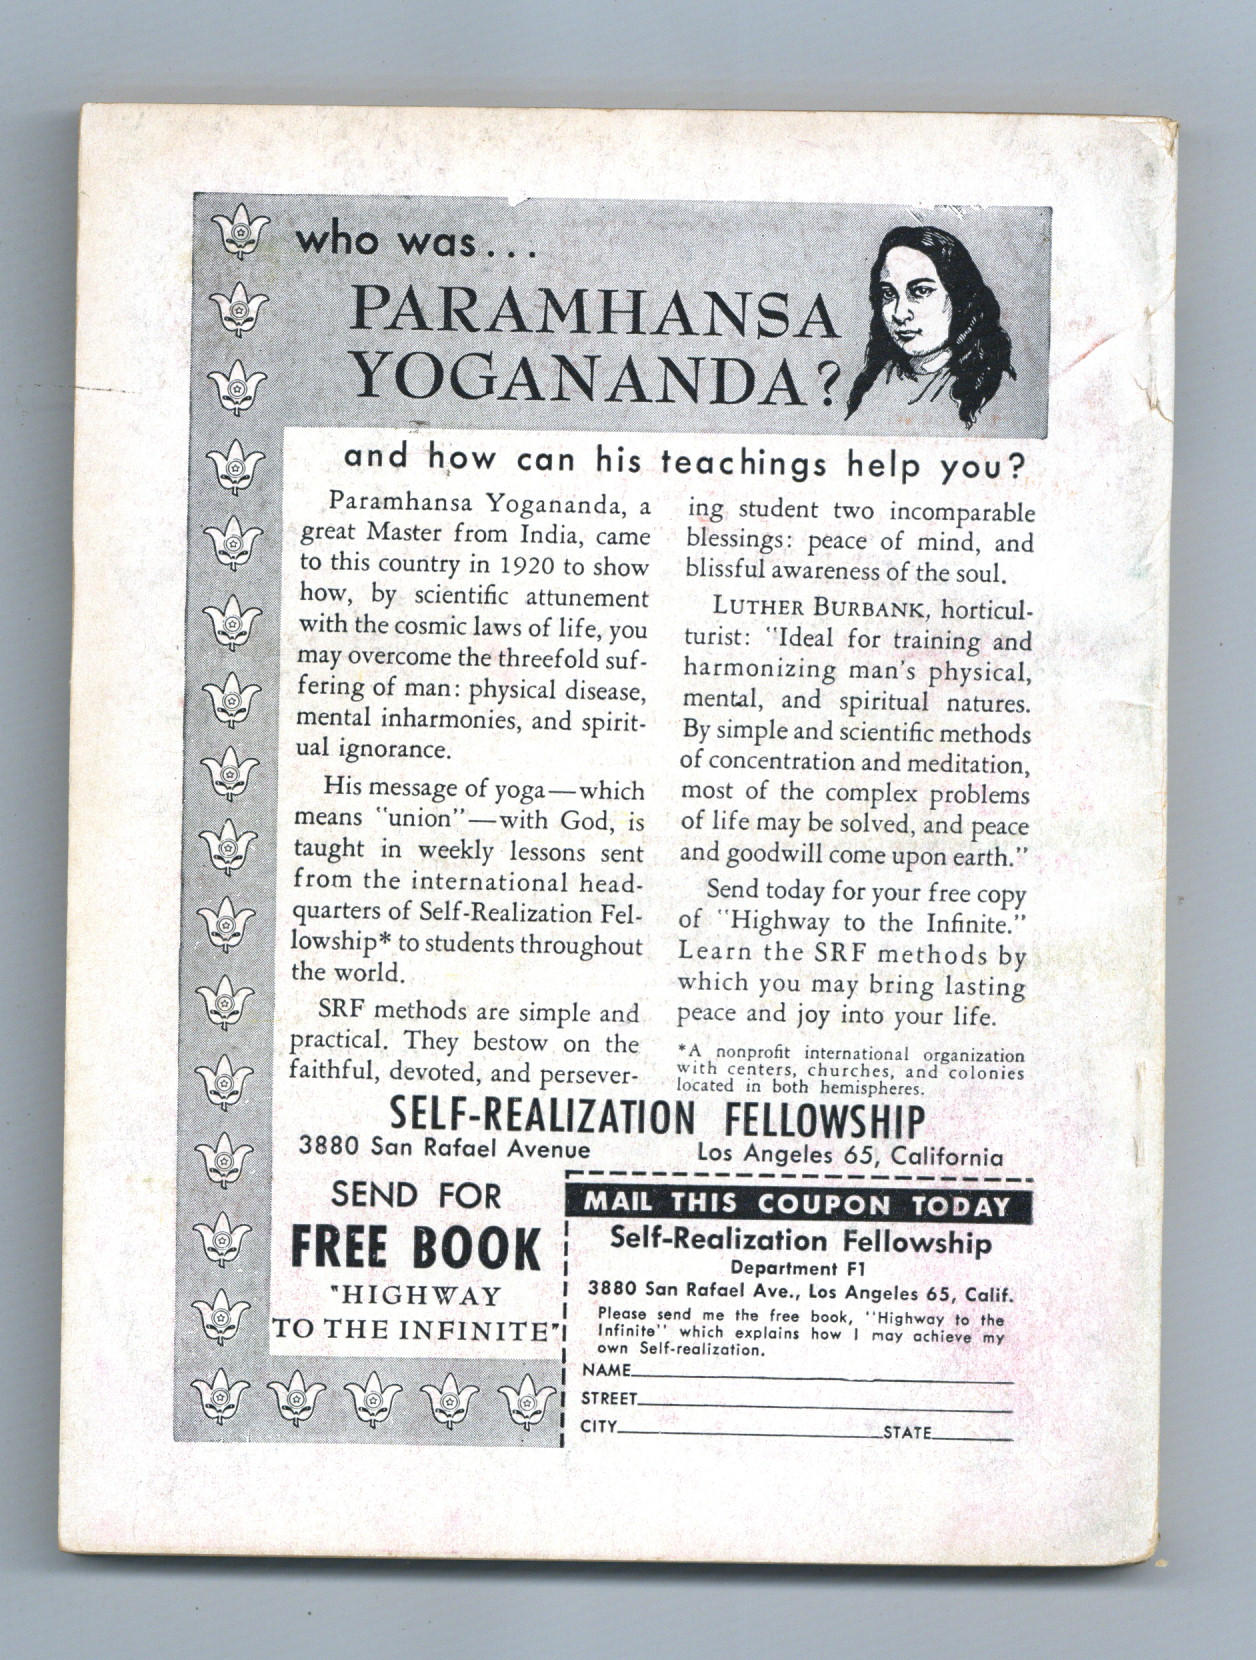 who was...
PARAMHANSA
YOGANANDA?
and how can his teachings help you?
Paramhansa Yogananda, a
great Master from India, came
to this country in 1920 to show
how, by scientific attunement
with the cosmic laws of life, you
may overcome the threefold suf-
fering of man: physical disease,
mental inharmonies, and spirit-
ual ignorance.
His message of yoga—which
means "union"—with God, is
taught in weekly lessons sent
from the international head-
quarters of Self-Realization Fel-
lowship* to students throughout
the world.
SRF methods are simple and
practical. They bestow on the
faithful, devoted, and persever-
ing student two incomparable
blessings: peace of mind, and
blissful awareness of the soul.
LUTHER BURBANK, horticul-
turist: "Ideal for training and
harmonizing man's physical,
mental, and spiritual natures.
By simple and scientific methods
of concentration and meditation,
most of the complex problems
of life may be solved, and peace
and goodwill come upon earth."
Send today for your free copy
of "Highway to the Infinite."
Learn the SRF methods by
which you may bring lasting
peace and joy into your life.
*A nonprofit international organization
with centers, churches, and colonies
located in both hemispheres.
SELF-REALIZATION FELLOWSHIP
3880 San Rafael Avenue Los Angeles 65, California
SEND FOR
FREE BOOK
"HIGHWAY
TO THE INFINITE"
MAIL THIS COUPON TODAY
Self-Realization Fellowship
Department F1
3880 San Rafael Ave., Los Angeles 65, Calif.
Please send me the free book, "Highway to the
Infinite" which explains how I may achieve my
own Self-realization.
NAME
STREET
CITY STATE